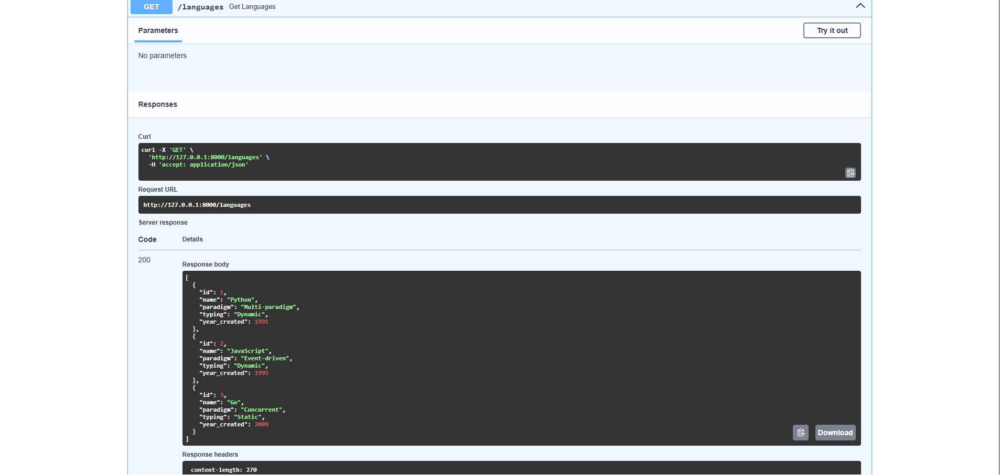 GET /languages Get Languages
Parameters
Try it out
No parameters
Responses
Curl
curl -X 'GET' \
  'http://127.0.0.1:8000/languages' \
  -H 'accept: application/json'
Request URL
http://127.0.0.1:8000/languages
Server response
Code Details
200
Response body
[
  {
    "id": 1,
    "name": "Python",
    "paradigm": "Multi-paradigm",
    "typing": "Dynamic",
    "year_created": 1991
  },
  {
    "id": 2,
    "name": "JavaScript",
    "paradigm": "Event-driven",
    "typing": "Dynamic",
    "year_created": 1995
  },
  {
    "id": 3,
    "name": "Go",
    "paradigm": "Concurrent",
    "typing": "Static",
    "year_created": 2009
  }
]
Download
Response headers
content-length: 270